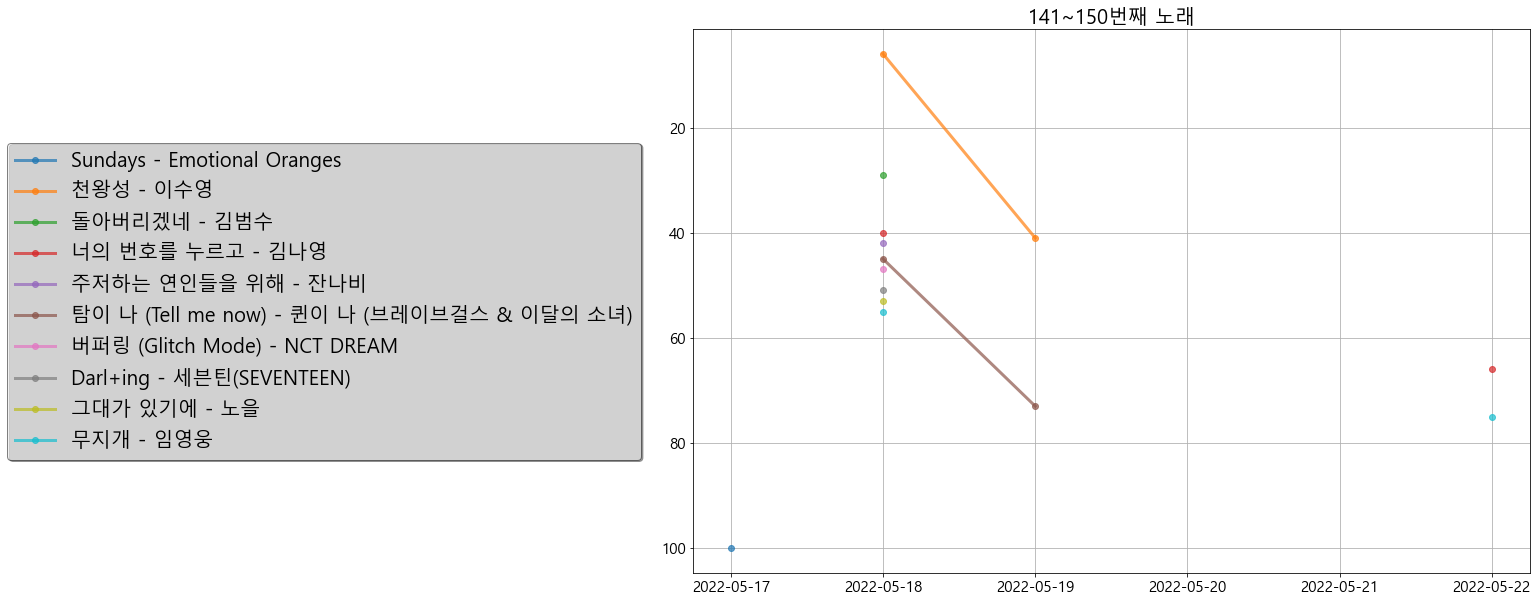 141~150번째 노래
Sundays - Emotional Oranges
천왕성 - 이수영
돌아버리겠네 - 김범수
너의 번호를 누르고 - 김나영
주저하는 연인들을 위해 - 잔나비
탐이 나 (Tell me now) - 퀸이 나 (브레이브걸스 & 이달의 소녀)
버퍼링 (Glitch Mode) - NCT DREAM
Darl+ing - 세븐틴(SEVENTEEN)
그대가 있기에 - 노을
무지개 - 임영웅
20
40
60
80
100
2022-05-17 2022-05-18 2022-05-19 2022-05-20 2022-05-21 2022-05-22